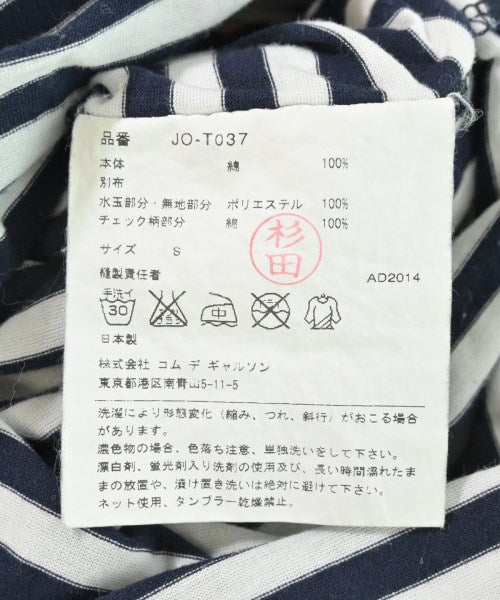 品番 JO-T037
本体 綿 100%
別布
水玉部分・無地部分 ポリエステル 100%
チェック柄部分 綿 100%
杉田
サイズ S
縫製責任者 AD2014
手洗イ
30 中
日本製
株式会社 コム デ ギャルソン
東京都港区南青山5-11-5
洗濯により形態変化（縮み、つれ、斜行）がおこる場合
があります。
濃色物の場合、色落ち注意、単独洗いをして下さい。
漂白剤、蛍光剤入り洗剤の使用及び、長い時間濡れたま
まの放置や、漬け置き洗いは絶対に避けて下さい。
ネット使用、タンブラー乾燥禁止。